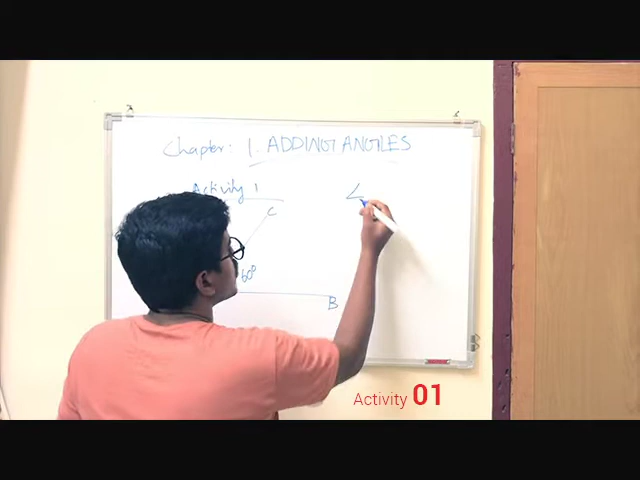 Chapter: 1. ADDING ANGLES
Activity 1
C
∠
60°
B
Activity 01